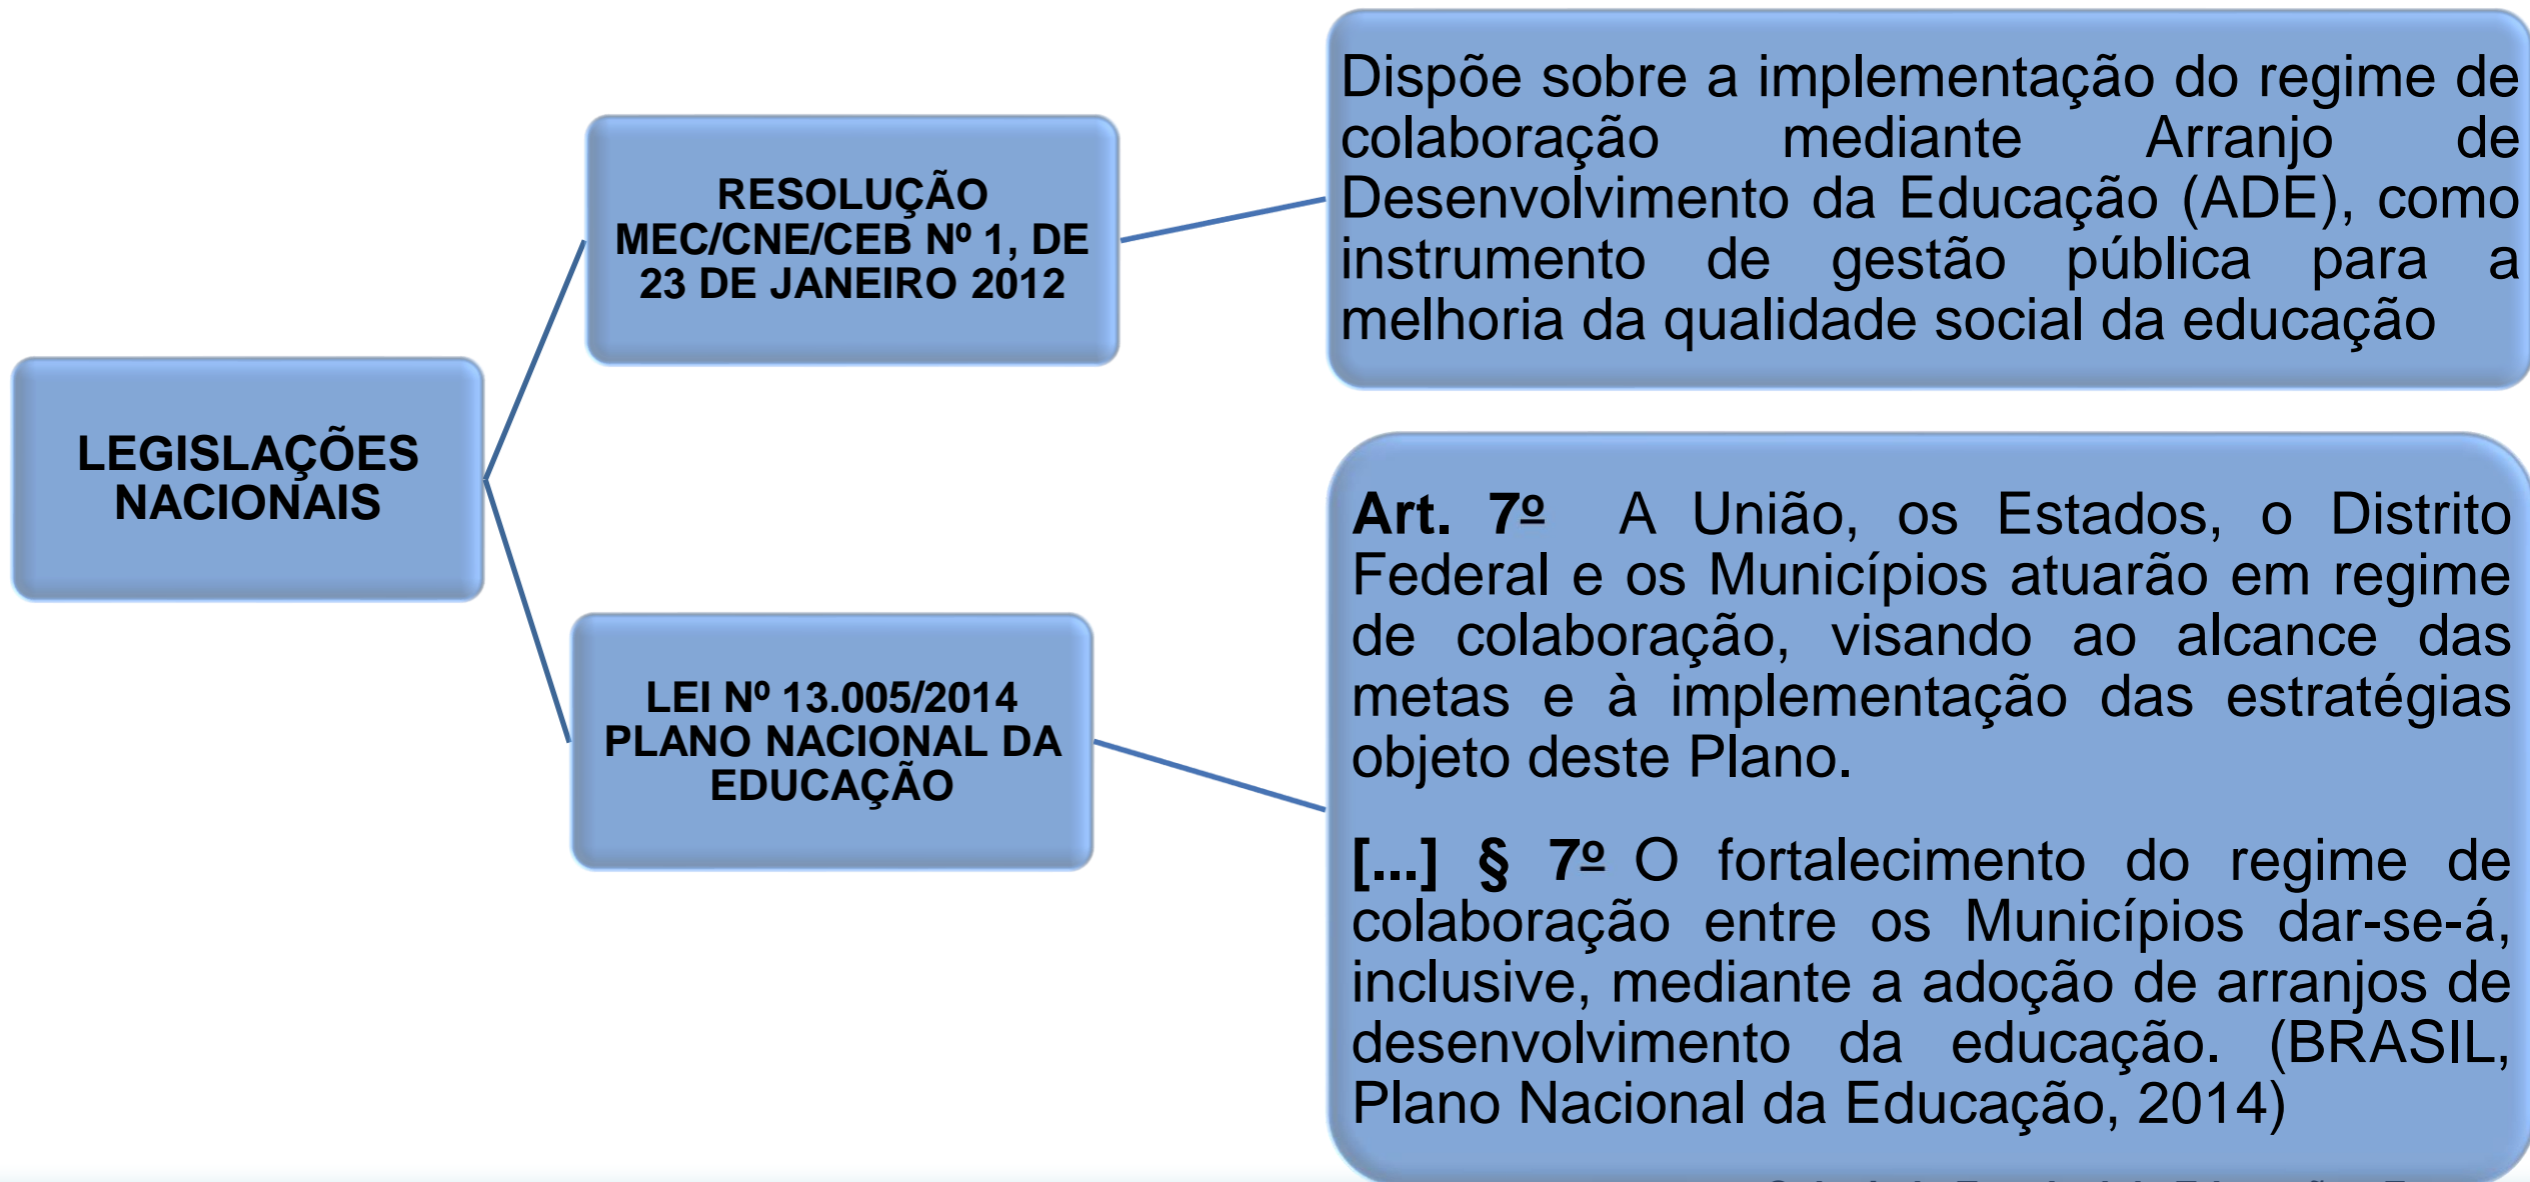 LEGISLAÇÕES
NACIONAIS
RESOLUÇÃO
MEC/CNE/CEB Nº 1, DE
23 DE JANEIRO 2012
Dispõe sobre a implementação do regime de
colaboração mediante Arranjo de
Desenvolvimento da Educação (ADE), como
instrumento de gestão pública para a
melhoria da qualidade social da educação
LEI Nº 13.005/2014
PLANO NACIONAL DA
EDUCAÇÃO
Art. 7º A União, os Estados, o Distrito
Federal e os Municípios atuarão em regime
de colaboração, visando ao alcance das
metas e à implementação das estratégias
objeto deste Plano.
[...] § 7º O fortalecimento do regime de
colaboração entre os Municípios dar-se-á,
inclusive, mediante a adoção de arranjos de
desenvolvimento da educação. (BRASIL,
Plano Nacional da Educação, 2014)